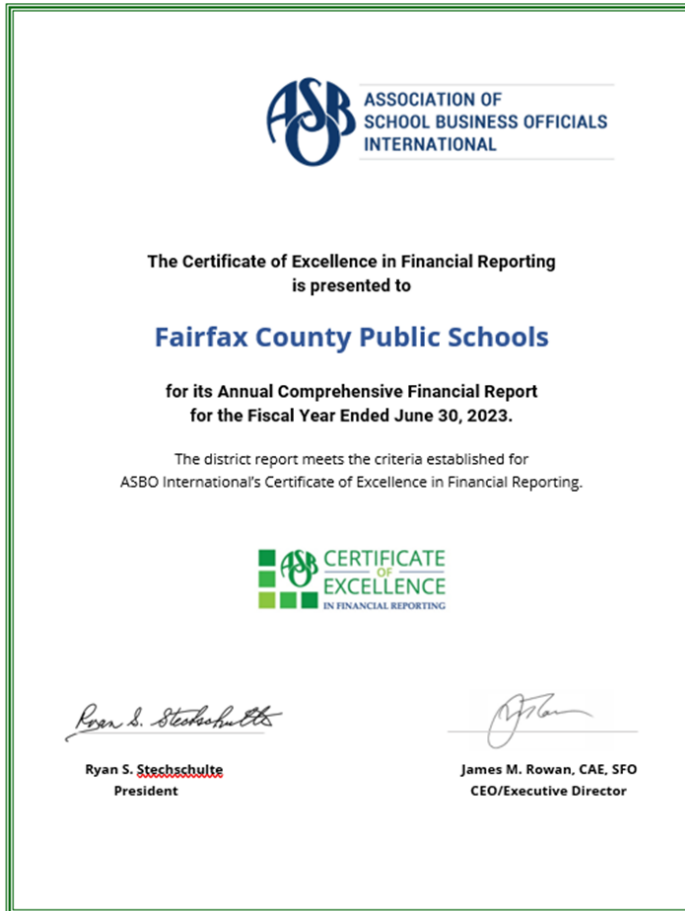 ASBO
ASSOCIATION OF
SCHOOL BUSINESS OFFICIALS
INTERNATIONAL
The Certificate of Excellence in Financial Reporting
is presented to
Fairfax County Public Schools
for its Annual Comprehensive Financial Report
for the Fiscal Year Ended June 30, 2023.
The district report meets the criteria established for
ASBO International's Certificate of Excellence in Financial Reporting.
ASBO
CERTIFICATE
OF
EXCELLENCE
IN FINANCIAL REPORTING
Ryan S. Stechschulte
Ryan S. Stechschulte
President
James M. Rowan, CAE, SFO
CEO/Executive Director